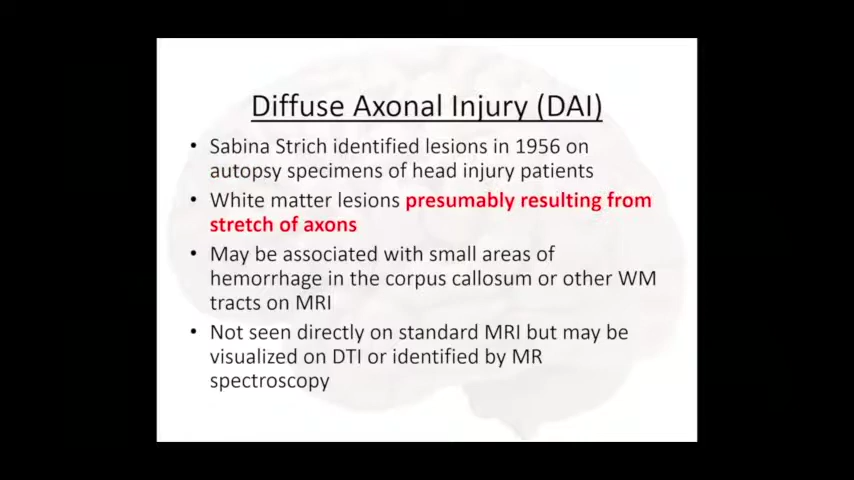 Diffuse Axonal Injury (DAI)
• Sabina Strich identified lesions in 1956 on
autopsy specimens of head injury patients
• White matter lesions presumably resulting from
stretch of axons
• May be associated with small areas of
hemorrhage in the corpus callosum or other WM
tracts on MRI
• Not seen directly on standard MRI but may be
visualized on DTI or identified by MR
spectroscopy